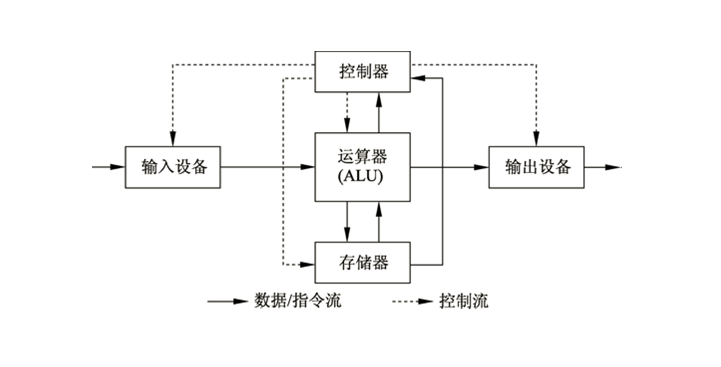 控制器
输入设备
运算器
(ALU)
输出设备
存储器
数据/指令流
控制流